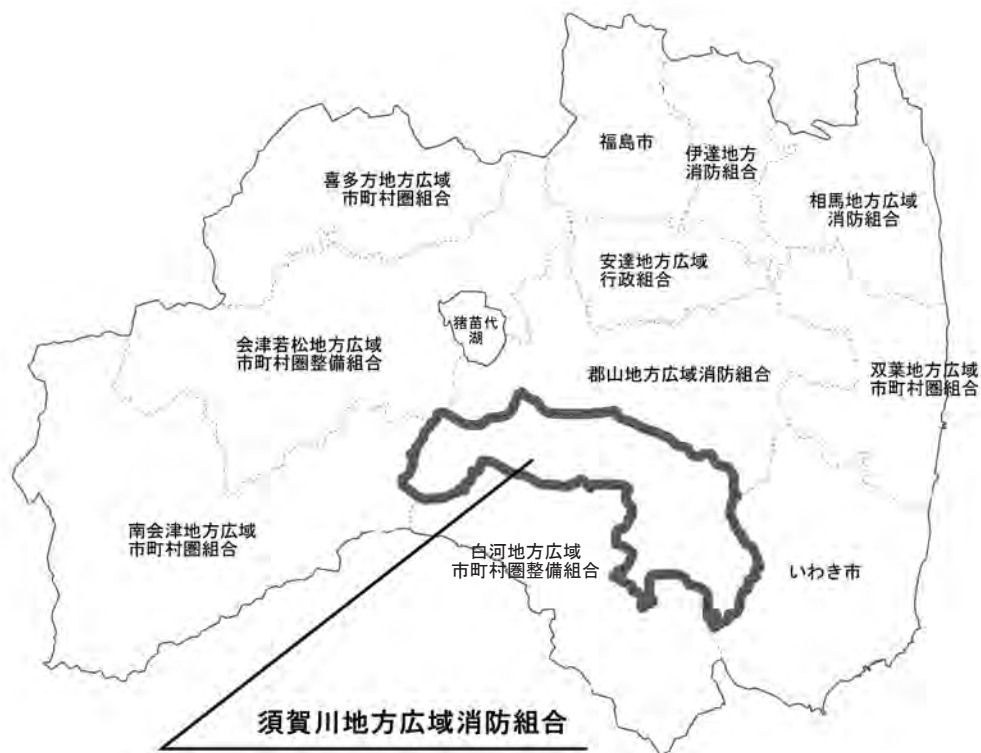 福島市
伊達地方
消防組合
喜多方地方広域
市町村圏組合
相馬地方広域
消防組合
安達地方広域
行政組合
猪苗代
湖
会津若松地方広域
市町村圏整備組合
郡山地方広域消防組合
双葉地方広域
市町村圏組合
南会津地方広域
市町村圏組合
白河地方広域
市町村圏整備組合
いわき市
須賀川地方広域消防組合